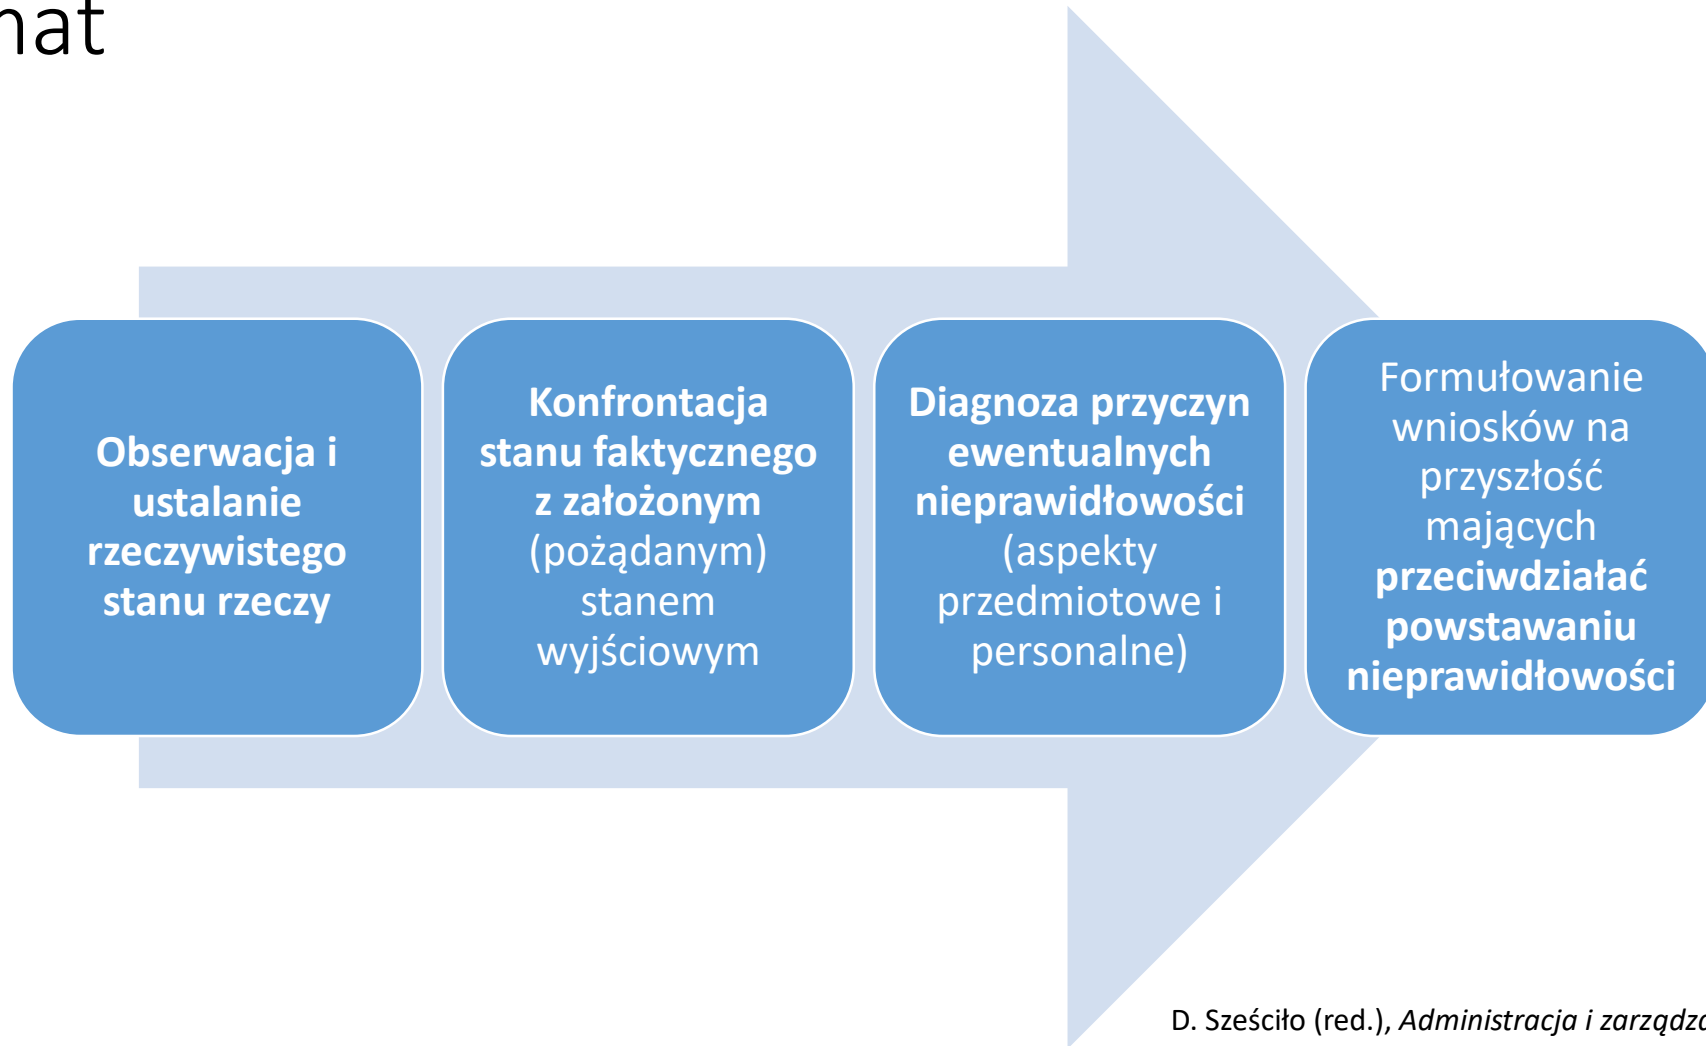 mat
Obserwacja i
ustalanie
rzeczywistego
stanu rzeczy
Konfrontacja
stanu faktycznego
z założonym
(pożądanym)
stanem
wyjściowym
Diagnoza przyczyn
ewentualnych
nieprawidłowości
(aspekty
przedmiotowe i
personalne)
Formułowanie
wniosków na
przyszłość
mających
przeciwdziałać
powstawaniu
nieprawidłowości
D. Sześciło (red.), Administracja i zarządza